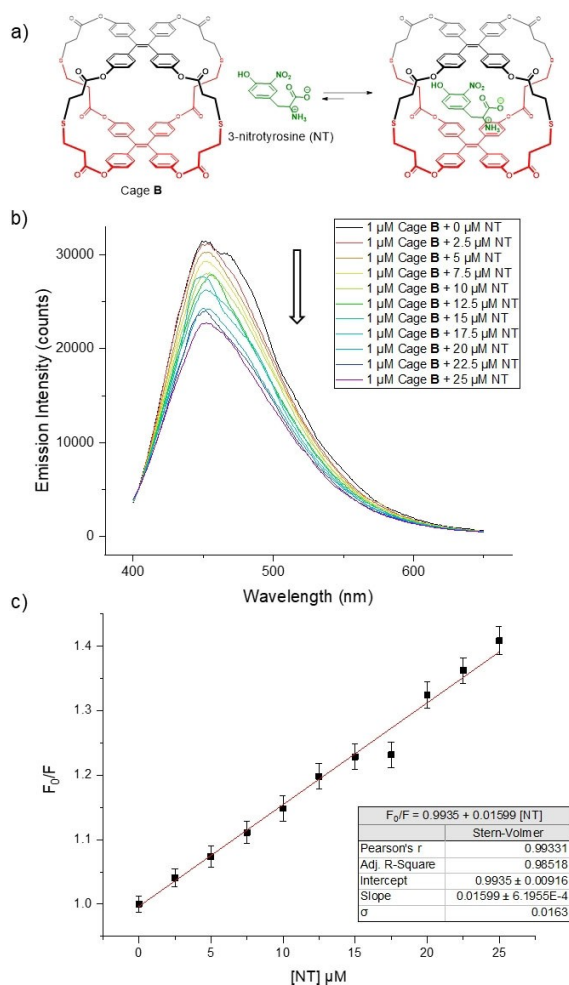 a)
HO
NO₂
O
O
⊖
NH₃
⊕
3-nitrotyrosine (NT)
Cage B
HO
NO₂
O
O
⊖
NH₃
⊕
O
O
O
O
O
O
S
S
S
S
O
O
O
O
O
O
b)
Emission Intensity (counts)
30000
20000
10000
0
400
500
600
Wavelength (nm)
1 µM Cage B + 0 µM NT
1 µM Cage B + 2.5 µM NT
1 µM Cage B + 5 µM NT
1 µM Cage B + 7.5 µM NT
1 µM Cage B + 10 µM NT
1 µM Cage B + 12.5 µM NT
1 µM Cage B + 15 µM NT
1 µM Cage B + 17.5 µM NT
1 µM Cage B + 20 µM NT
1 µM Cage B + 22.5 µM NT
1 µM Cage B + 25 µM NT
c)
F₀/F
1.4
1.3
1.2
1.1
1.0
0
5
10
15
20
25
[NT] µM
F₀/F = 0.9935 + 0.01599 [NT]
Stern-Volmer
Pearson's r 0.99331
Adj. R-Square 0.98518
Intercept 0.9935 ± 0.00916
Slope 0.01599 ± 6.1955E-4
σ 0.0163